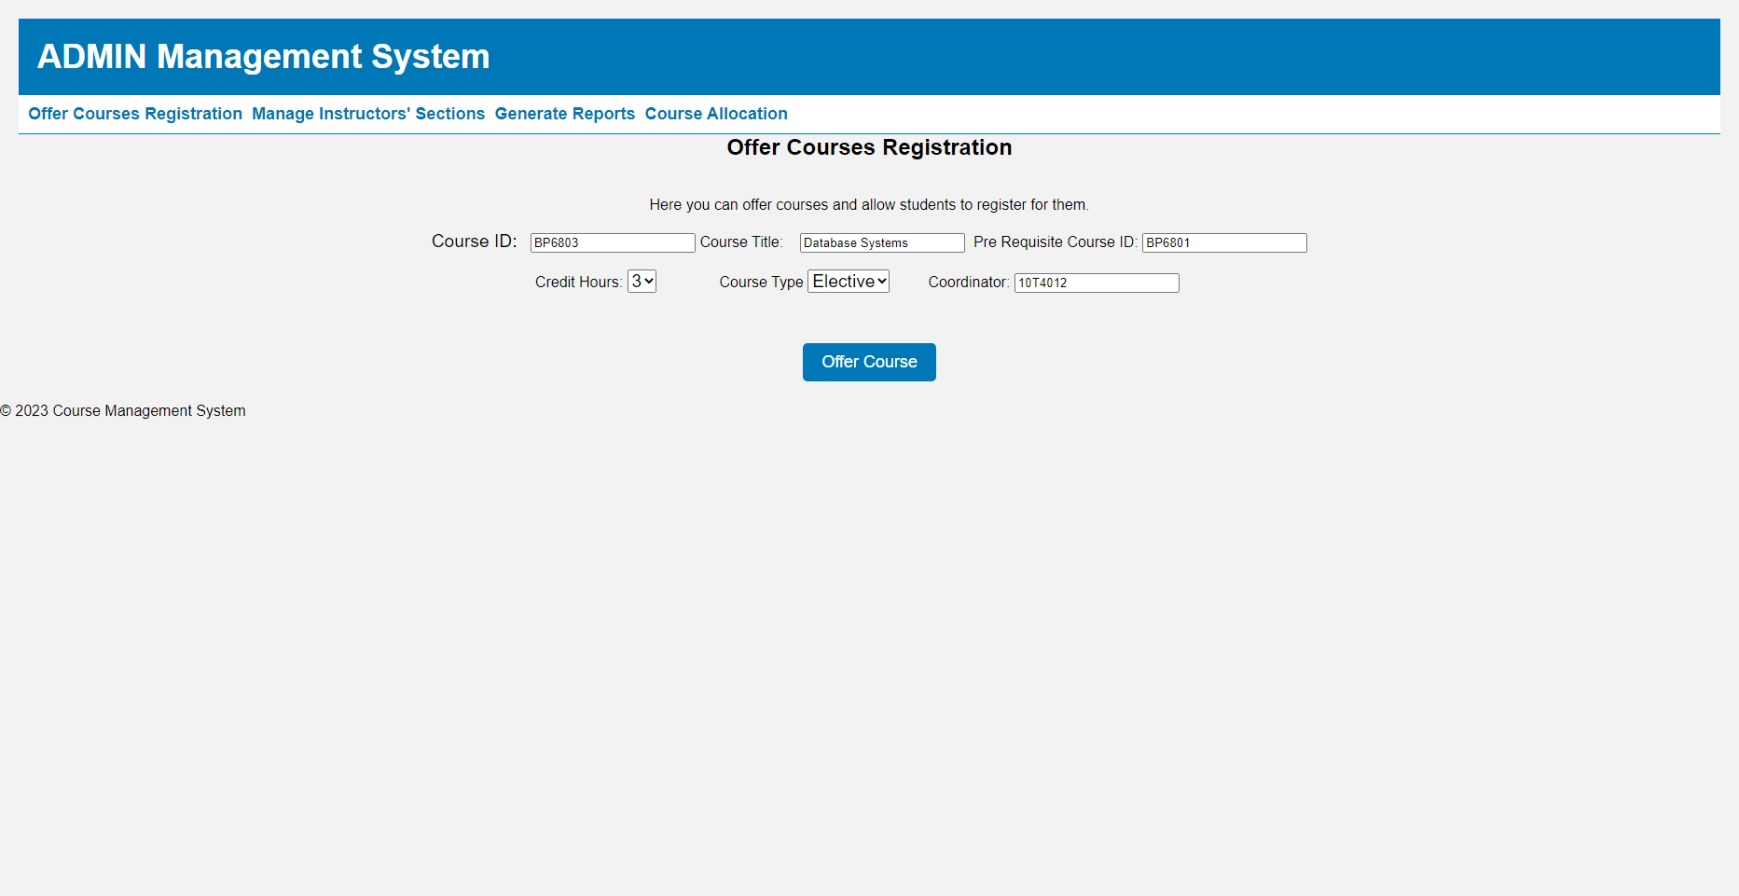 ADMIN Management System
Offer Courses Registration Manage Instructors' Sections Generate Reports Course Allocation
Offer Courses Registration
Here you can offer courses and allow students to register for them.
Course ID: BP6803 Course Title: Database Systems Pre Requisite Course ID: BP6801
Credit Hours: 3 Course Type Elective Coordinator: 10T4012
Offer Course
© 2023 Course Management System